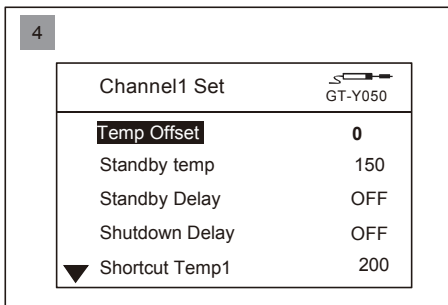 4
Channel1 Set
GT-Y050
Temp Offset 0
Standby temp 150
Standby Delay OFF
Shutdown Delay OFF
Shortcut Temp1 200